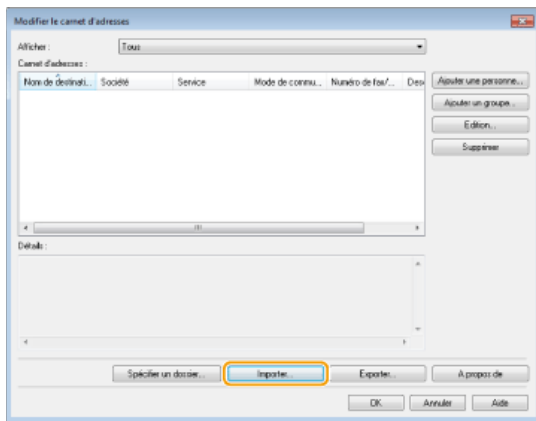 Modifier le carnet d'adresses
Afficher :
Tous
Carnet d'adresses :
Nom de destinati... Société Service Mode de commu... Numéro de fax/... Desi
Ajouter une personne...
Ajouter un groupe...
Edition...
Supprimer
Détails :
Spécifier un dossier... Importer... Exporter... A propos de
OK Annuler Aide